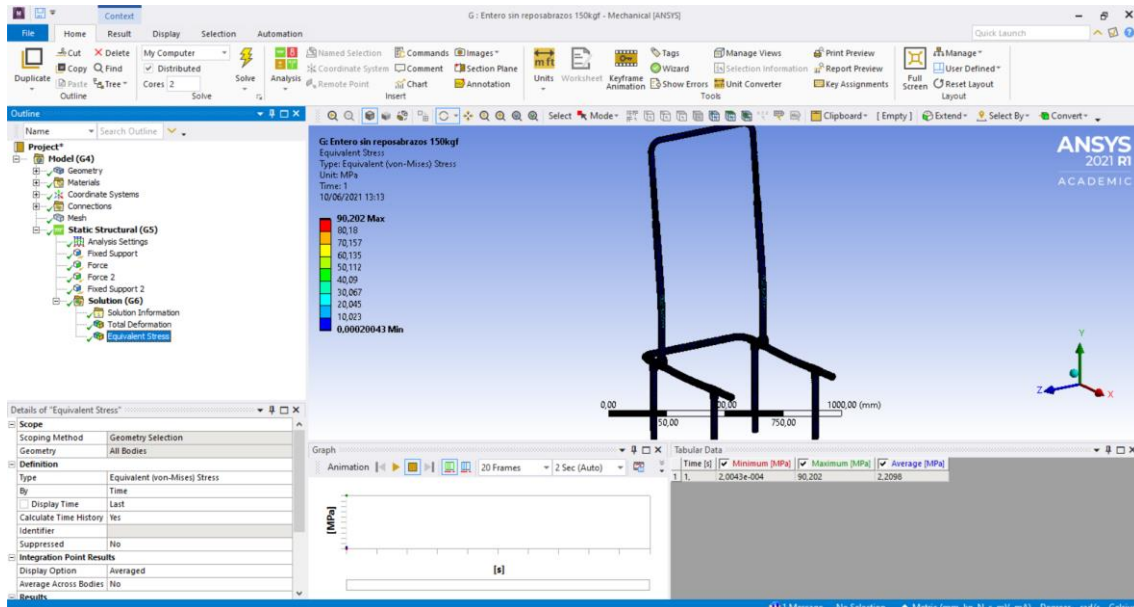 Context
G : Entero sin reposabrazos 150kgf - Mechanical [ANSYS]
File Home Result Display Selection Automation Quick Launch
Duplicate
Cut Delete
Copy Find
Paste Tree
Outline
My Computer
Distributed
Cores 2
Solve
Solve
Analysis
Named Selection Commands Images
Coordinate System Comment Section Plane
Remote Point Chart Annotation
Insert
Units Worksheet Keyframe Animation
Tags Manage Views Print Preview
Wizard Selection Information Report Preview
Show Errors Unit Converter Key Assignments
Tools
Full Screen
Manage
User Defined
Reset Layout
Layout
Outline
Name Search Outline
Project*
Model (G4)
Geometry
Materials
Coordinate Systems
Connections
Mesh
Static Structural (G5)
Analysis Settings
Fixed Support
Force
Force 2
Fixed Support 2
Solution (G6)
Solution Information
Total Deformation
Equivalent Stress
Select Mode Clipboard [Empty] Extend Select By Convert
G: Entero sin reposabrazos 150kgf
Equivalent Stress
Type: Equivalent (von-Mises) Stress
Unit: MPa
Time: 1
10/06/2021 13:13
90,202 Max
80,18
70,157
60,135
50,112
40,09
30,067
20,045
10,023
0,00020043 Min
ANSYS
2021 R1
ACADEMIC
0,00 1000,00 (mm)
750,00
Y
Z X
Details of "Equivalent Stress"
Scope
Scoping Method Geometry Selection
Geometry All Bodies
Definition
Type Equivalent (von-Mises) Stress
By Time
Display Time Last
Calculate Time History Yes
Identifier
Suppressed No
Integration Point Results
Display Option Averaged
Average Across Bodies No
Results
Graph
Animation 20 Frames 2 Sec (Auto)
[MPa]
[s]
Tabular Data
Time [s] Minimum [MPa] Maximum [MPa] Average [MPa]
1 1, 2,0043e-004 90,202 2,2098